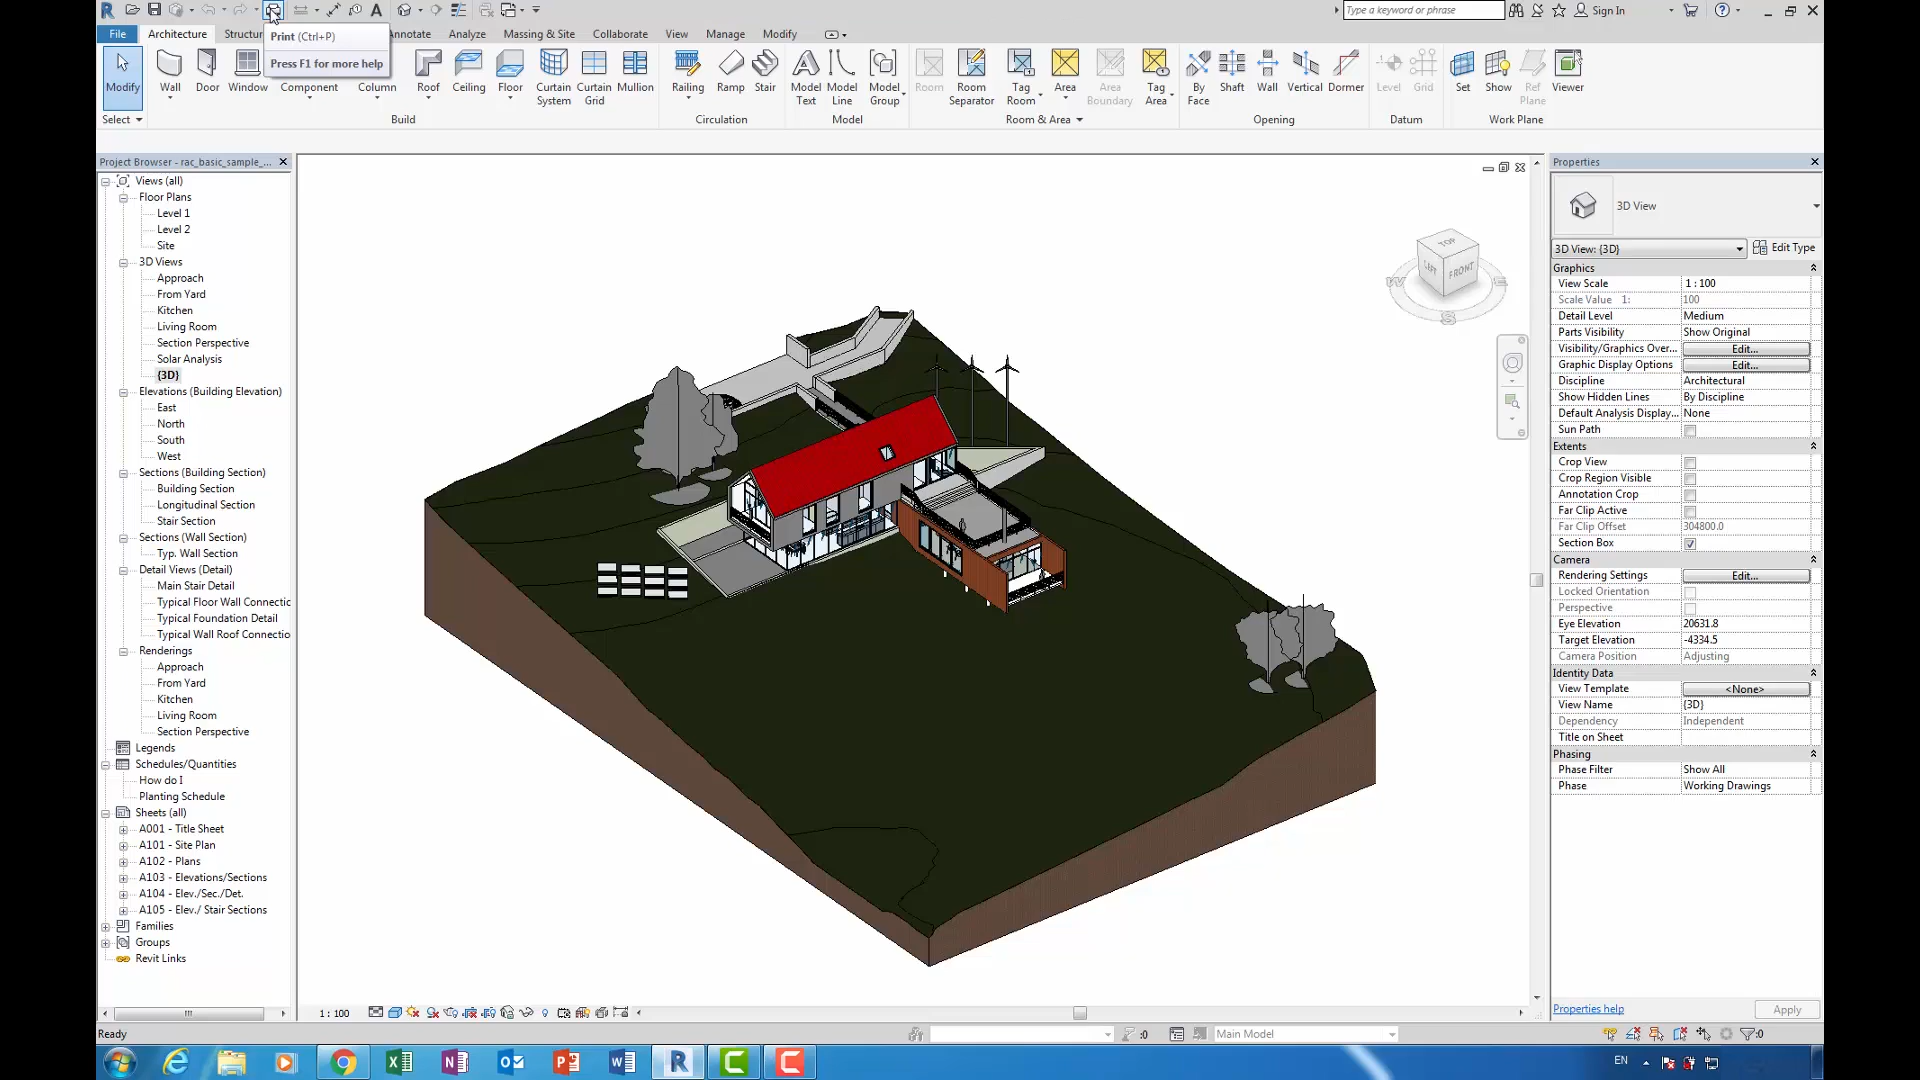 Type a keyword or phrase
Sign In
File
Architecture
Structur
Annotate
Analyze
Massing & Site
Collaborate
View
Manage
Modify
Print (Ctrl+P)
Press F1 for more help
Modify
Wall
Door
Window
Component
Column
Roof
Ceiling
Floor
Curtain System
Curtain Grid
Mullion
Railing
Ramp
Stair
Model Text
Model Line
Model Group
Room
Room Separator
Tag Room
Area
Area Boundary
Tag Area
By Face
Shaft
Wall
Vertical
Dormer
Level
Grid
Set
Show
Ref Plane
Viewer
Select
Build
Circulation
Model
Room & Area
Opening
Datum
Work Plane
Project Browser - rac_basic_sample_...
Views (all)
Floor Plans
Level 1
Level 2
Site
3D Views
Approach
From Yard
Kitchen
Living Room
Section Perspective
Solar Analysis
{3D}
Elevations (Building Elevation)
East
North
South
West
Sections (Building Section)
Building Section
Longitudinal Section
Stair Section
Sections (Wall Section)
Typ. Wall Section
Detail Views (Detail)
Main Stair Detail
Typical Floor Wall Connectic
Typical Foundation Detail
Typical Wall Roof Connectio
Renderings
Approach
From Yard
Kitchen
Living Room
Section Perspective
Legends
Schedules/Quantities
How do I
Planting Schedule
Sheets (all)
A001 - Title Sheet
A101 - Site Plan
A102 - Plans
A103 - Elevations/Sections
A104 - Elev./Sec./Det.
A105 - Elev./ Stair Sections
Families
Groups
Revit Links
TOP
LEFT
FRONT
W
E
S
1 : 100
Properties
3D View
3D View: {3D}
Edit Type
Graphics
View Scale 1 : 100
Scale Value 1: 100
Detail Level Medium
Parts Visibility Show Original
Visibility/Graphics Over... Edit...
Graphic Display Options Edit...
Discipline Architectural
Show Hidden Lines By Discipline
Default Analysis Display... None
Sun Path
Extents
Crop View
Crop Region Visible
Annotation Crop
Far Clip Active
Far Clip Offset 304800.0
Section Box
Camera
Rendering Settings Edit...
Locked Orientation
Perspective
Eye Elevation 20631.8
Target Elevation -4334.5
Camera Position Adjusting
Identity Data
View Template <None>
View Name {3D}
Dependency Independent
Title on Sheet
Phasing
Phase Filter Show All
Phase Working Drawings
Properties help
Apply
Ready
:0
Main Model
:0
EN